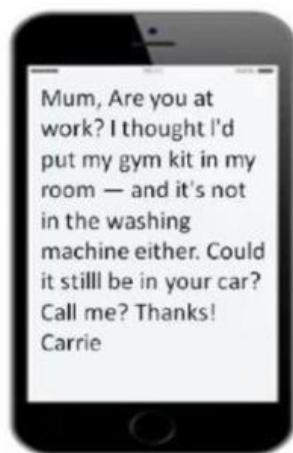 Mum, Are you at
work? I thought I'd
put my gym kit in my
room — and it's not
in the washing
machine either. Could
it stilll be in your car?
Call me? Thanks!
Carrie